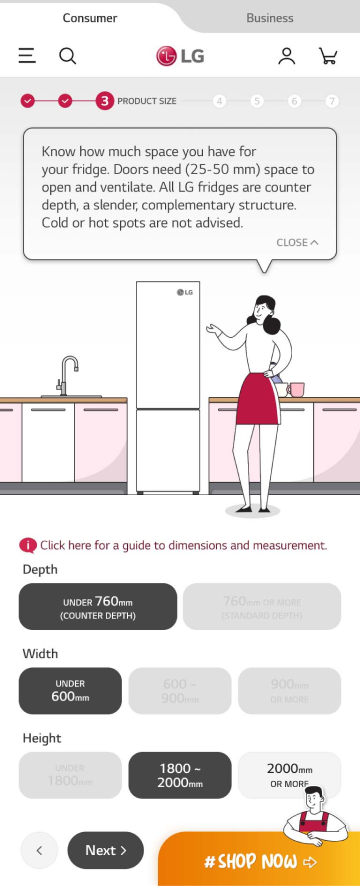 Consumer
Business
LG
3 PRODUCT SIZE 4 5 6 7
Know how much space you have for
your fridge. Doors need (25-50 mm) space to
open and ventilate. All LG fridges are counter
depth, a slender, complementary structure.
Cold or hot spots are not advised.
CLOSE
LG
i Click here for a guide to dimensions and measurement.
Depth
UNDER 760mm
(COUNTER DEPTH)
760mm OR MORE
(STANDARD DEPTH)
Width
UNDER
600mm
600 ~
900mm
900mm
OR MORE
Height
UNDER
1800mm
1800 ~
2000mm
2000mm
OR MORE
< Next >
#SHOP NOW